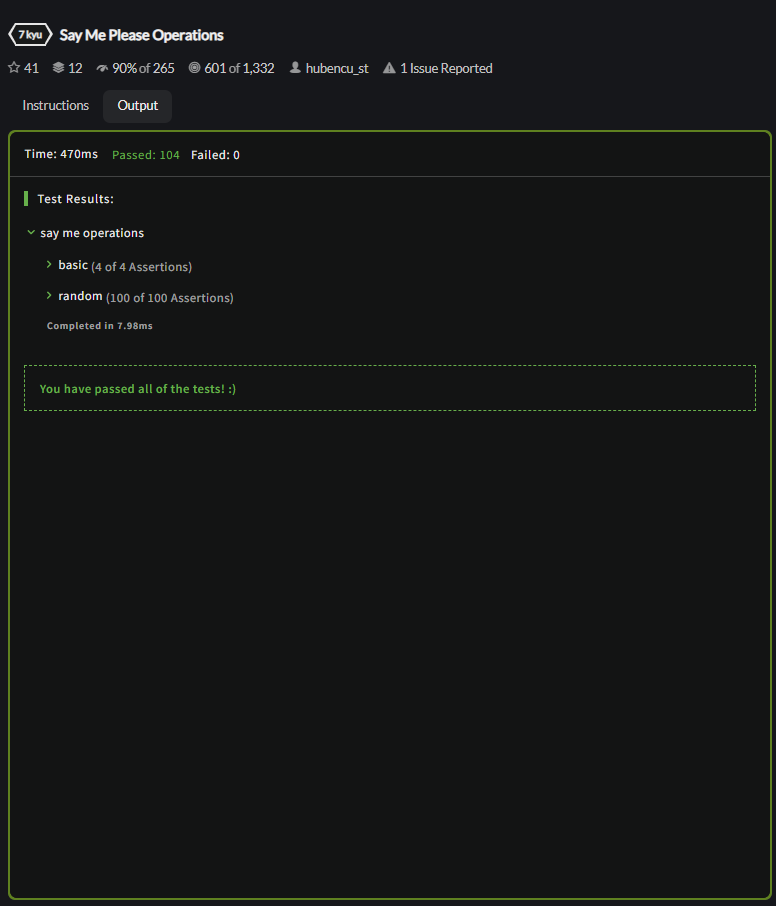 7 kyu Say Me Please Operations
41 12 90% of 265 601 of 1,332 hubencu_st 1 Issue Reported
Instructions Output
Time: 470ms Passed: 104 Failed: 0
Test Results:
say me operations
basic (4 of 4 Assertions)
random (100 of 100 Assertions)
Completed in 7.98ms
You have passed all of the tests! :)